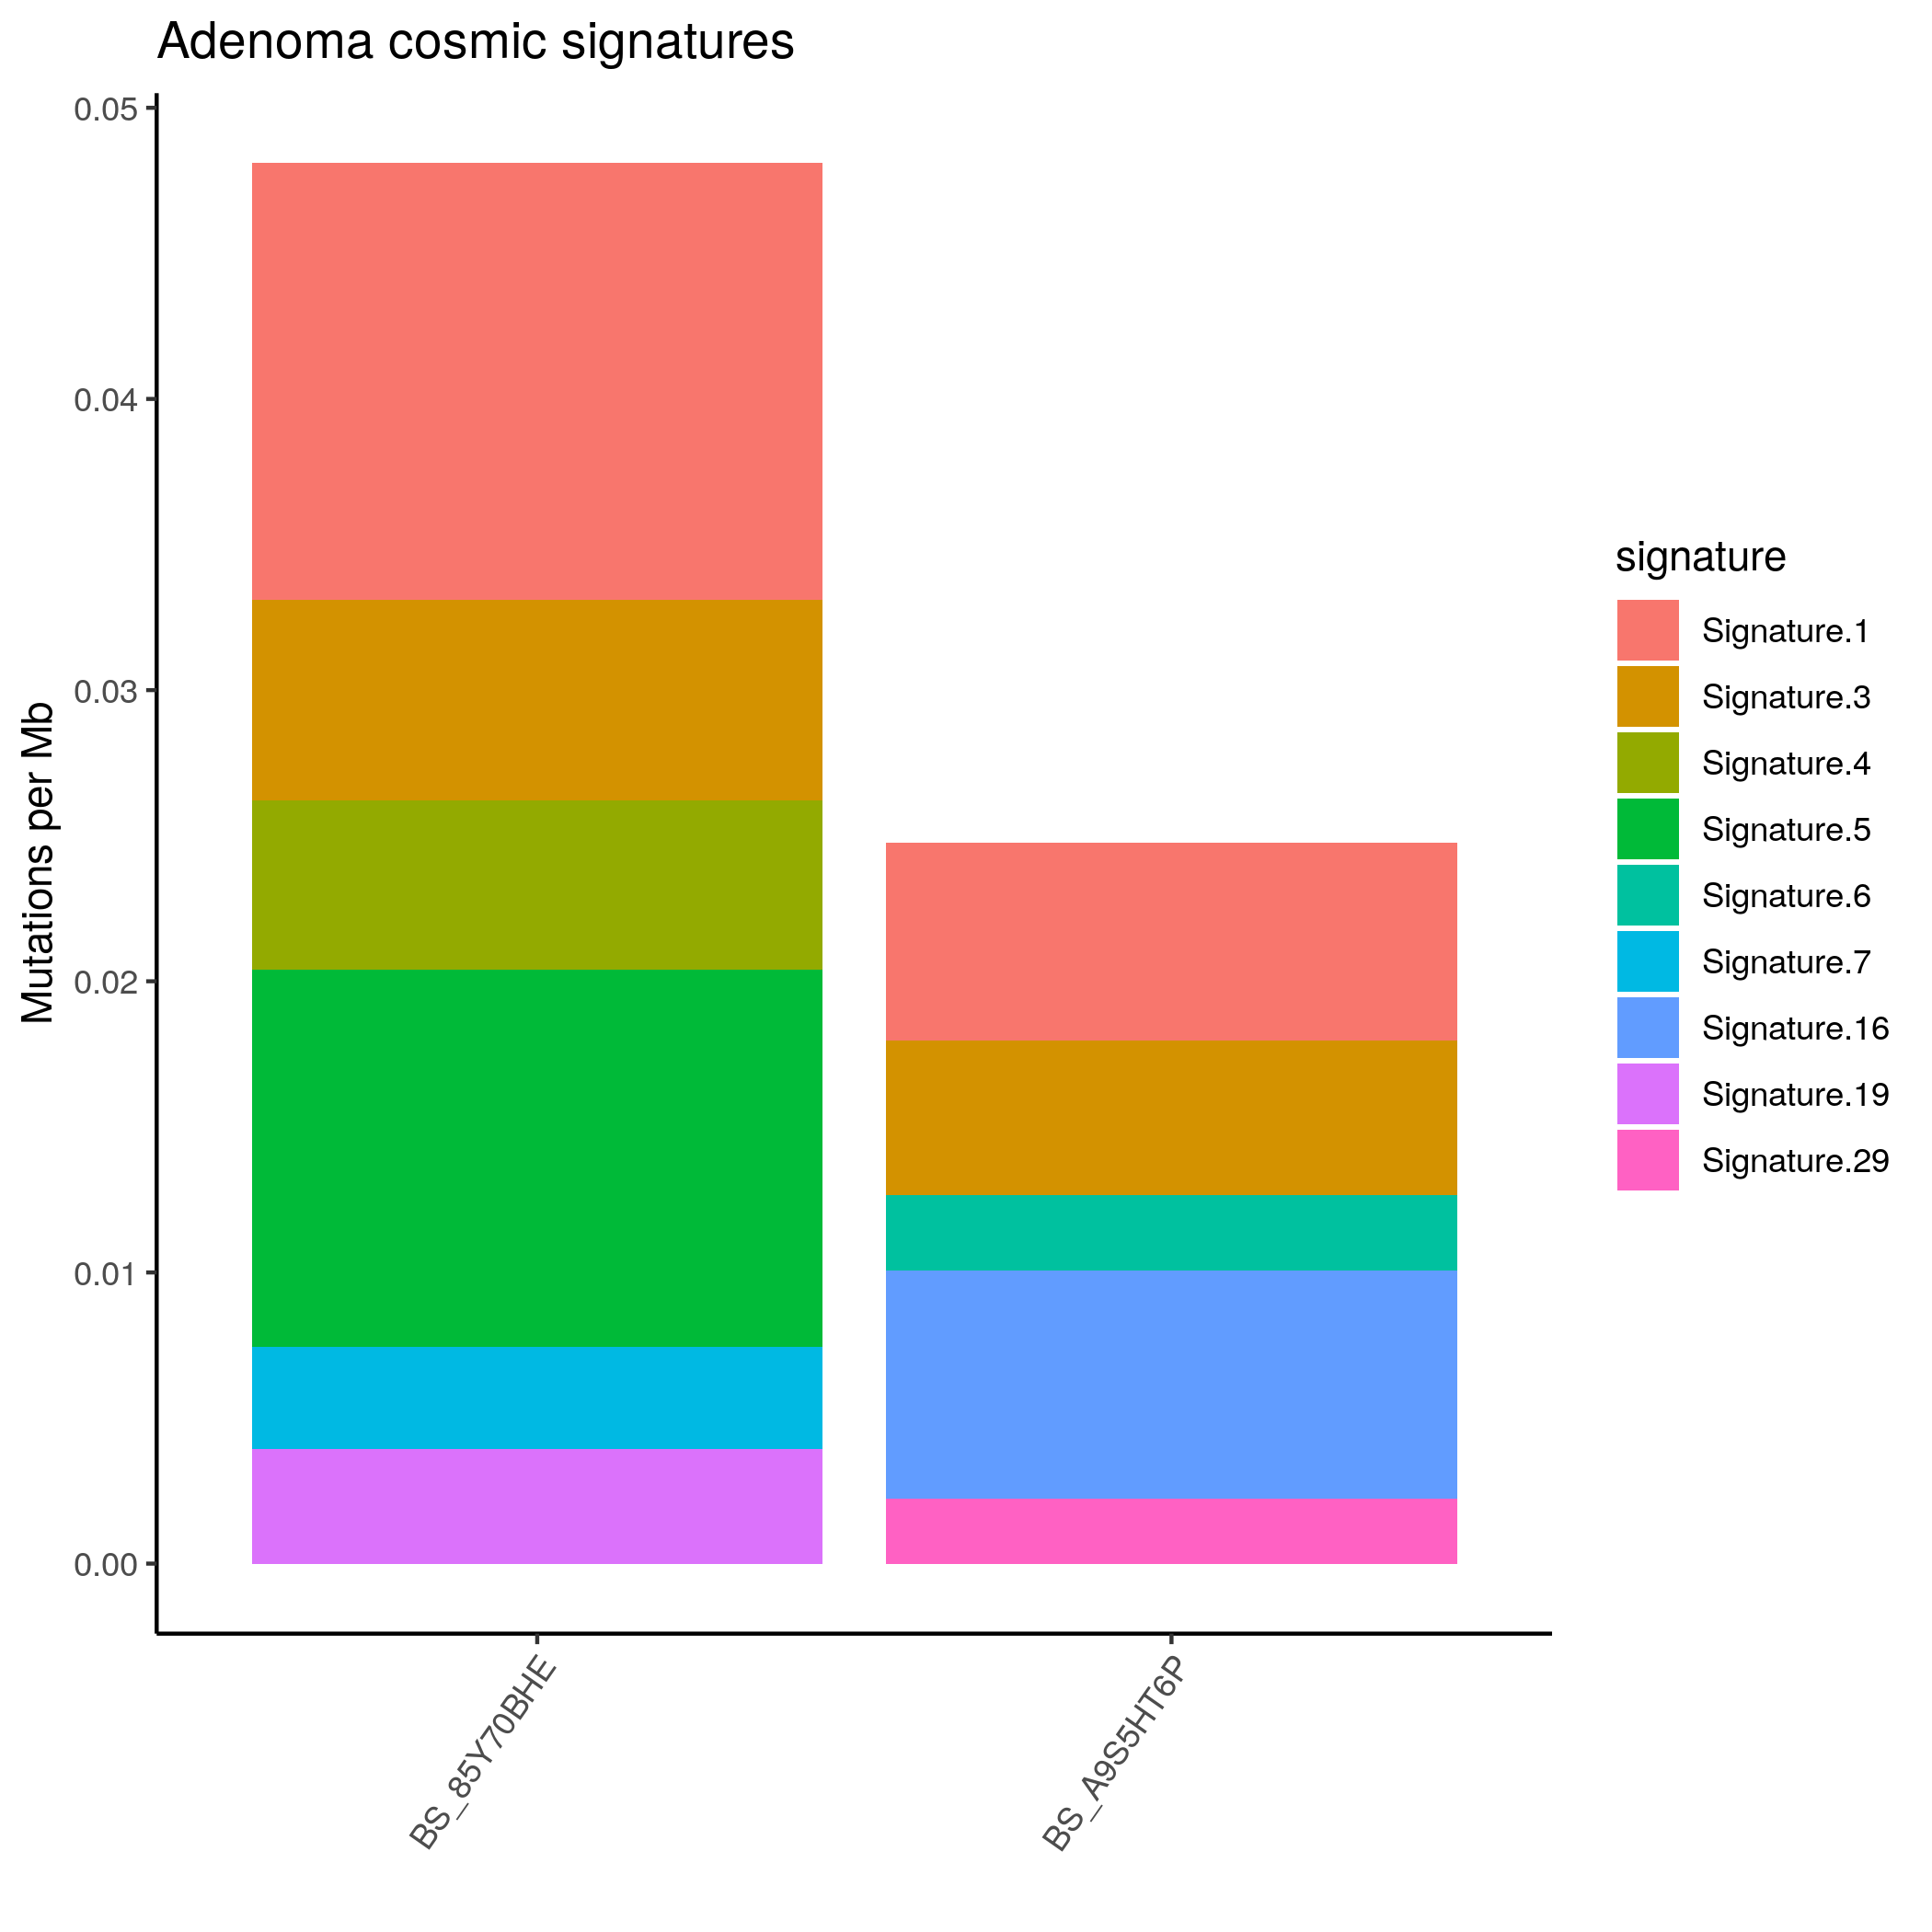 Adenoma cosmic signatures
Mutations per Mb
0.05
0.04
0.03
0.02
0.01
0.00
BS_85Y70BHE
BS_A9S5HT6P
signature
Signature.1
Signature.3
Signature.4
Signature.5
Signature.6
Signature.7
Signature.16
Signature.19
Signature.29